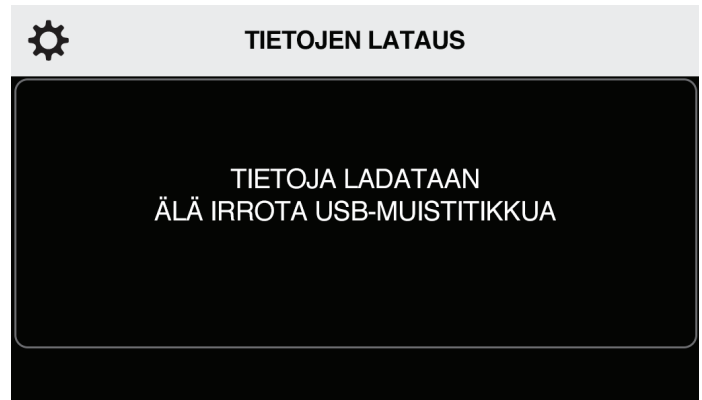 TIETOJEN LATAUS
TIETOJA LADATAAN
ÄLÄ IRROTA USB-MUISTITIKKUA